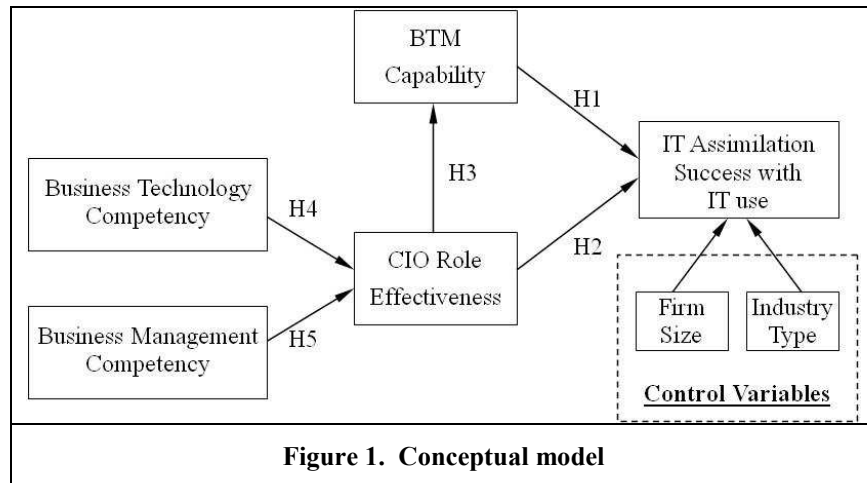 BTM
Capability
H1
IT Assimilation
Success with
IT use
H3
Business Technology
Competency
H4
H2
CIO Role
Effectiveness
Business Management
Competency
H5
Firm
Size
Industry
Type
Control Variables
Figure 1.  Conceptual model